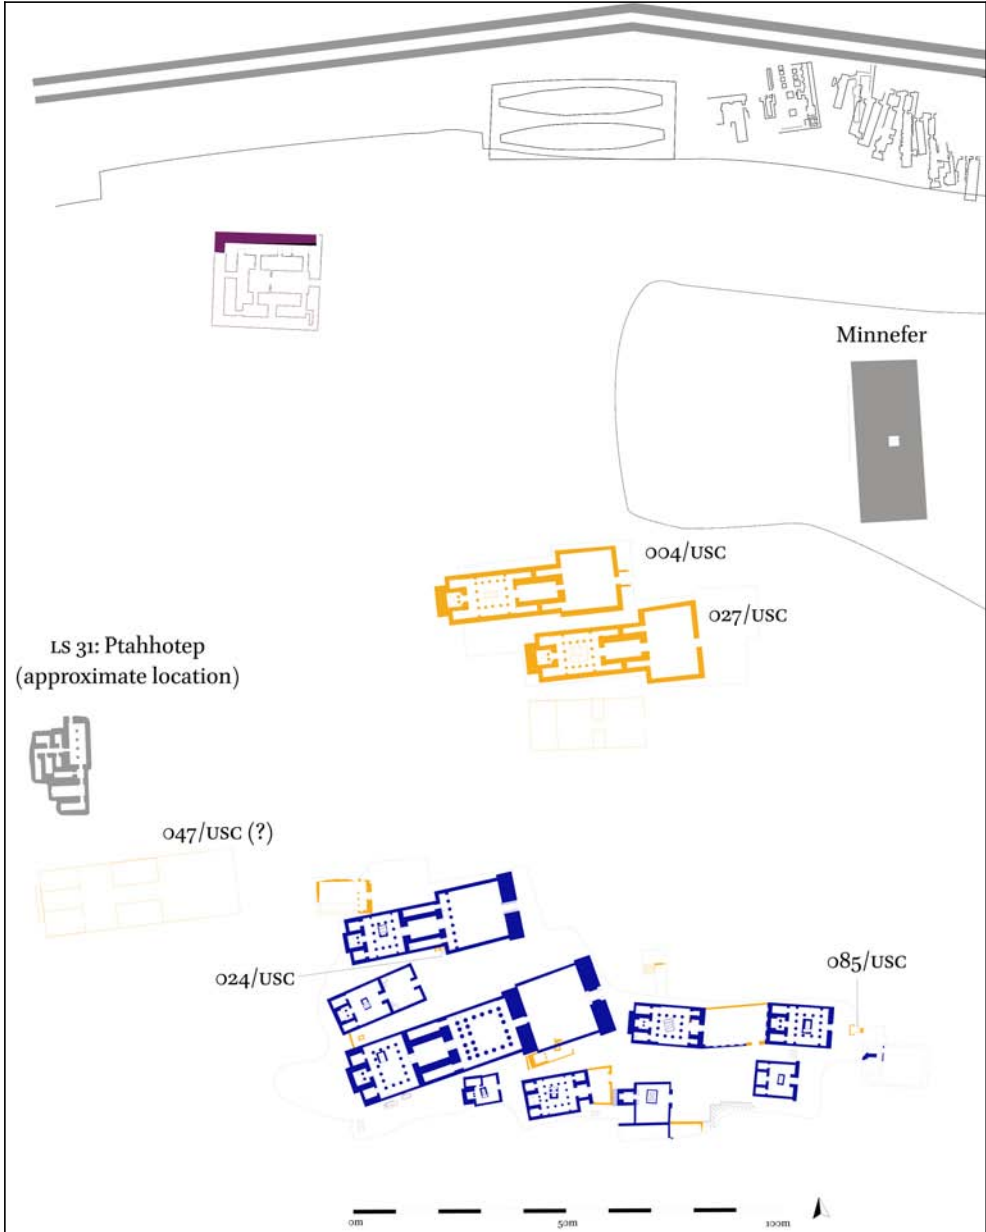 Minnefer
004/USC
027/USC
LS 31: Ptahhotep
(approximate location)
047/USC (?)
024/USC
085/USC
0m 50m 100m